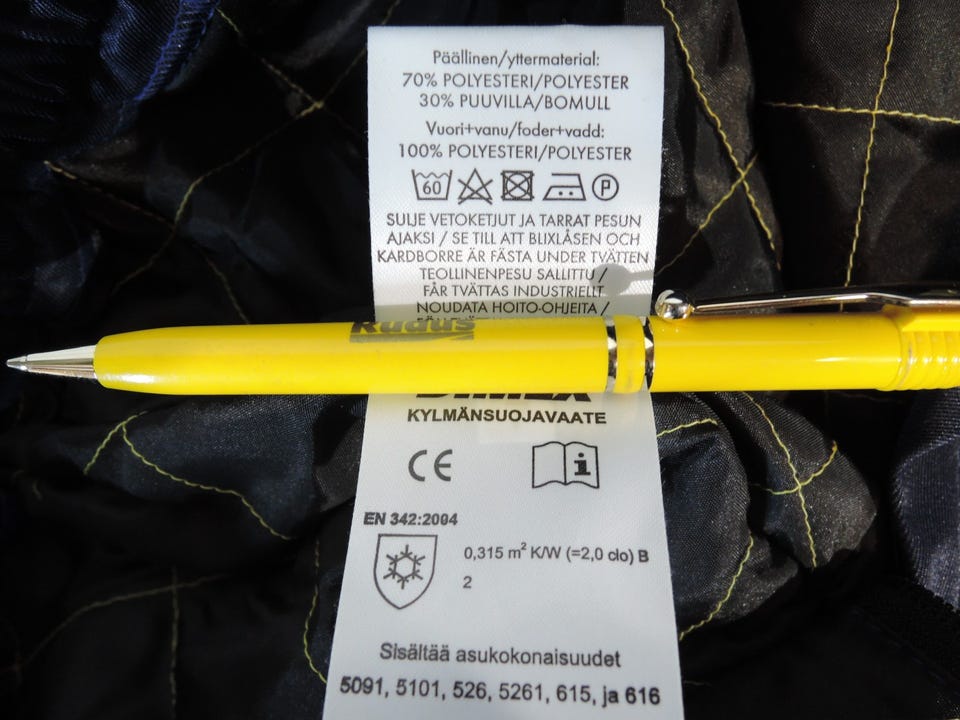 Päällinen/yttermaterial:
70% POLYESTERI/POLYESTER
30% PUUVILLA/BOMULL
Vuori+vanu/foder+vadd:
100% POLYESTERI/POLYESTER
60 P
SULJE VETOKETJUT JA TARRAT PESUN
AJAKSI / SE TILL ATT BLIXLÅSEN OCH
KARDBORRE ÄR FÄSTA UNDER TVÄTTEN
TEOLLINENPESU SALLITTU /
FÅR TVÄTTAS INDUSTRIELLT
NOUDATA HOITO-OHJEITA /
Rudus
DIMEX
KYLMÄNSUOJAVAATE
CE i
EN 342:2004
0,315 m² K/W (=2,0 clo) B
2
Sisältää asukokonaisuudet
5091, 5101, 526, 5261, 615, ja 616